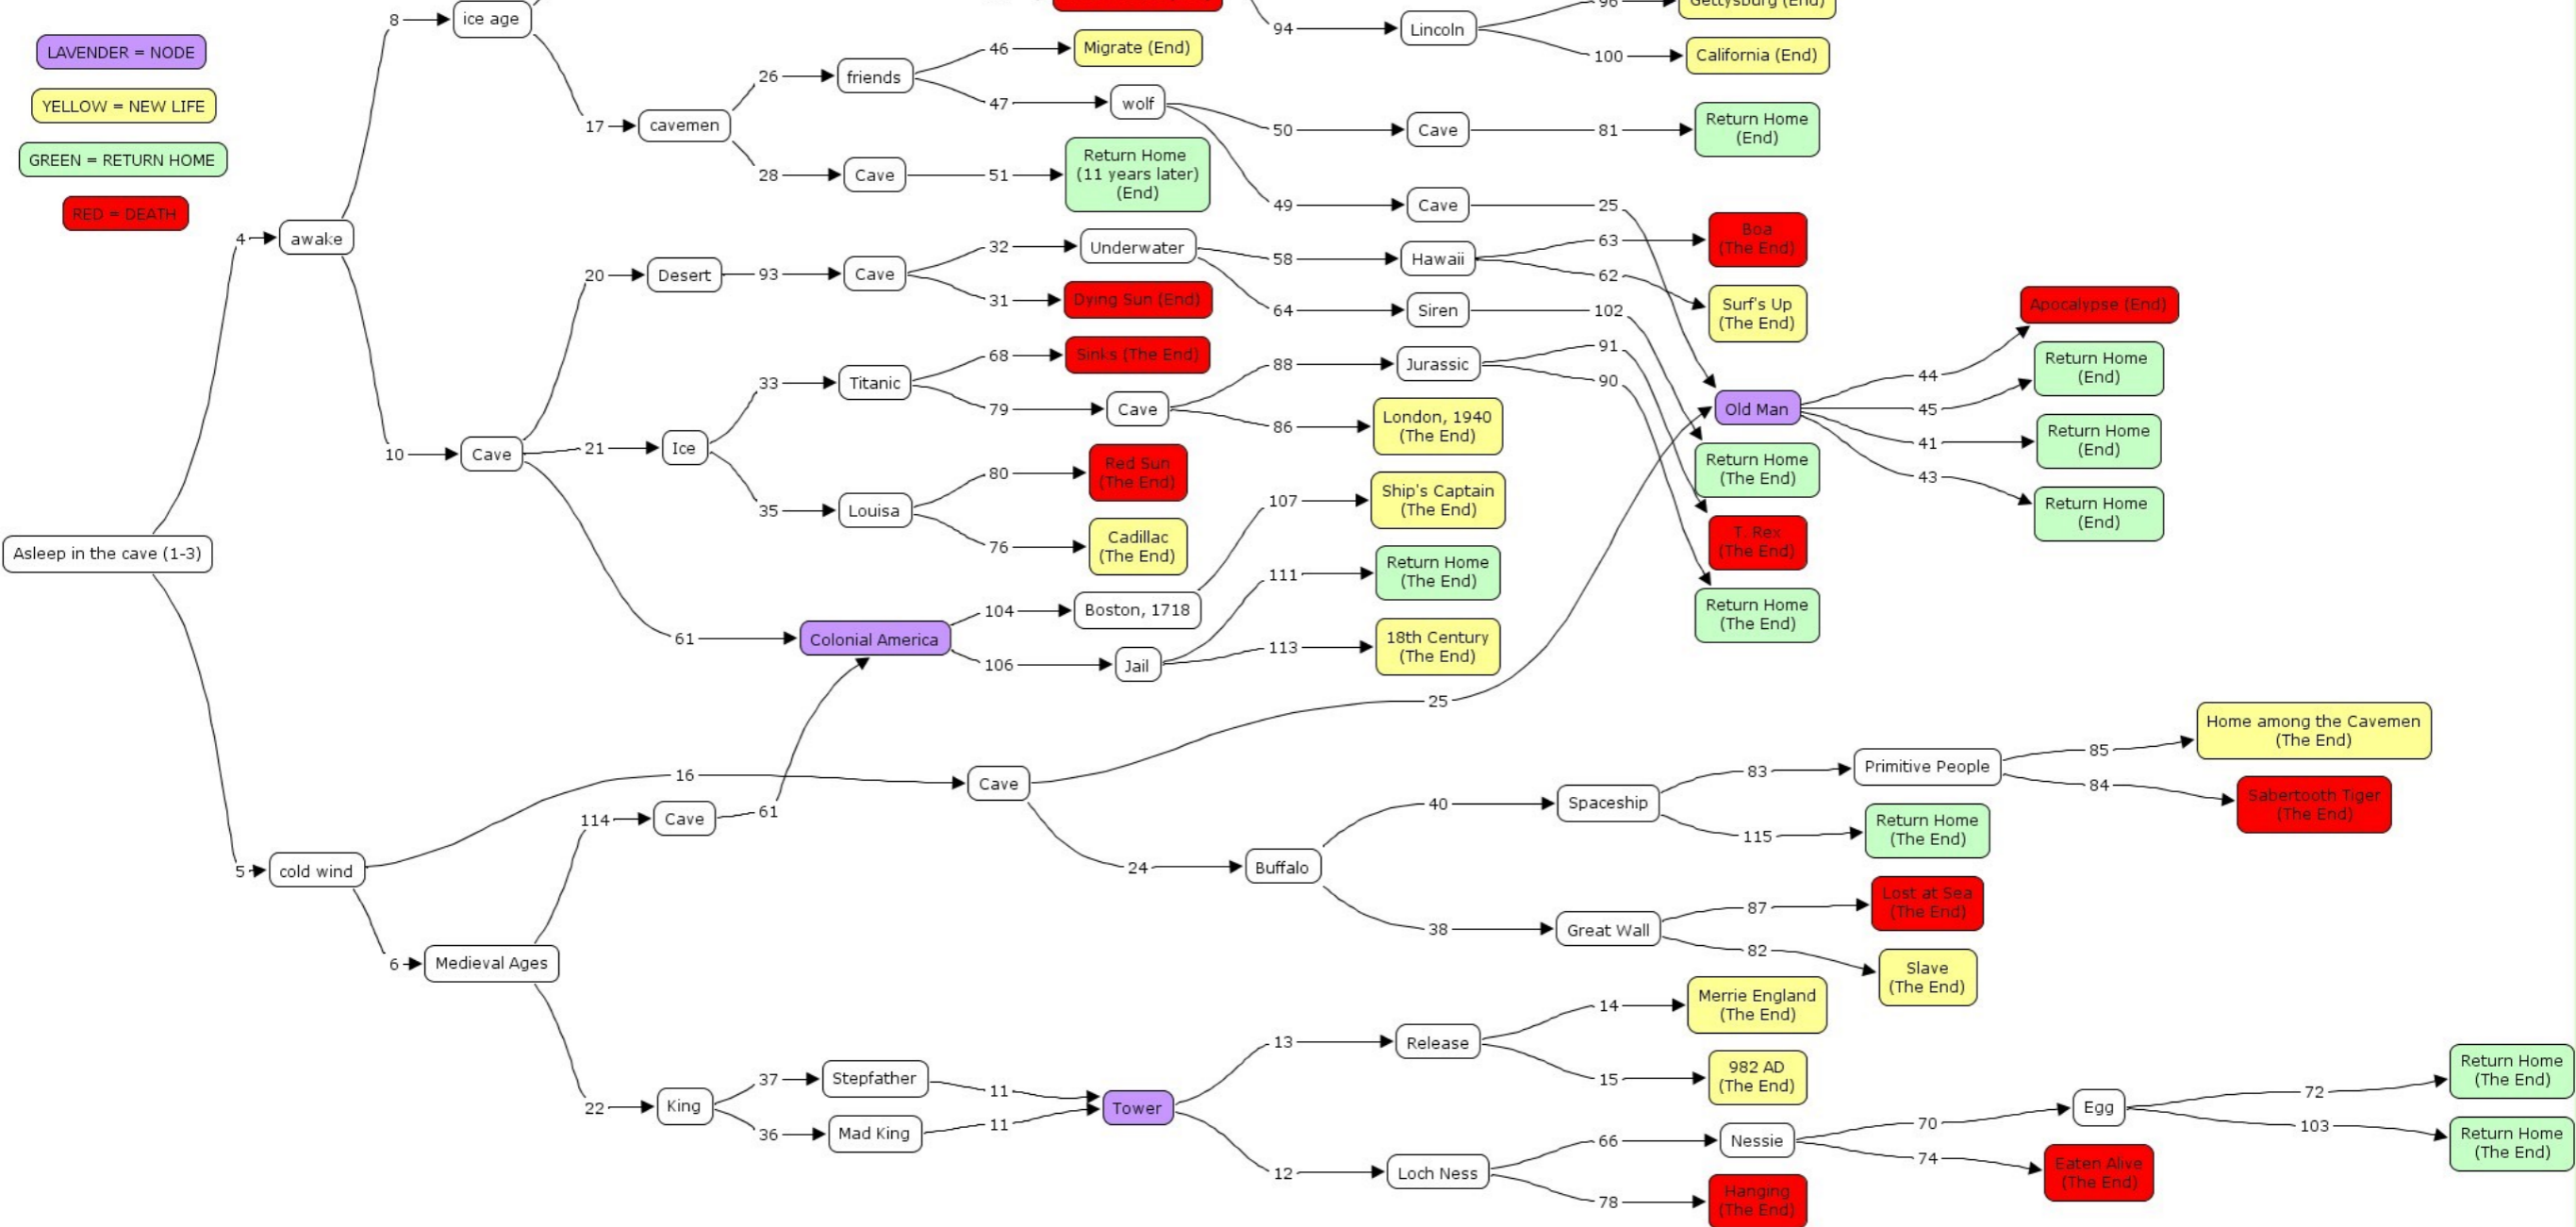 LAVENDER = NODE
YELLOW = NEW LIFE
GREEN = RETURN HOME
RED = DEATH
Asleep in the cave (1-3)
4
awake
5
cold wind
8
ice age
10
Cave
16
6
Medieval Ages
17
cavemen
20
Desert
21
Ice
61
114
Cave
61
22
King
26
friends
28
Cave
93
Cave
33
Titanic
35
Louisa
Colonial America
37
Stepfather
36
Mad King
46
Migrate (End)
47
wolf
51
Return Home
(11 years later)
(End)
32
Underwater
31
Dying Sun (End)
68
Sinks (The End)
79
Cave
80
Red Sun
(The End)
76
Cadillac
(The End)
104
Boston, 1718
106
Jail
Cave
11
11
Tower
94
Lincoln
50
Cave
49
Cave
58
Hawaii
64
Siren
88
Jurassic
86
London, 1940
(The End)
107
Ship's Captain
(The End)
111
Return Home
(The End)
113
18th Century
(The End)
25
24
Buffalo
13
Release
12
Loch Ness
96
Gettysburg (End)
100
California (End)
81
Return Home
(End)
25
63
Boa
(The End)
62
Surf's Up
(The End)
102
91
90
Old Man
Return Home
(The End)
T. Rex
(The End)
Return Home
(The End)
40
Spaceship
38
Great Wall
14
Merrie England
(The End)
15
982 AD
(The End)
66
Nessie
78
Hanging
(The End)
44
Apocalypse (End)
45
Return Home
(End)
41
Return Home
(End)
43
Return Home
(End)
83
Primitive People
115
Return Home
(The End)
87
Lost at Sea
(The End)
82
Slave
(The End)
85
Home among the Cavemen
(The End)
84
Sabertooth Tiger
(The End)
70
Egg
74
Eaten Alive
(The End)
72
Return Home
(The End)
103
Return Home
(The End)